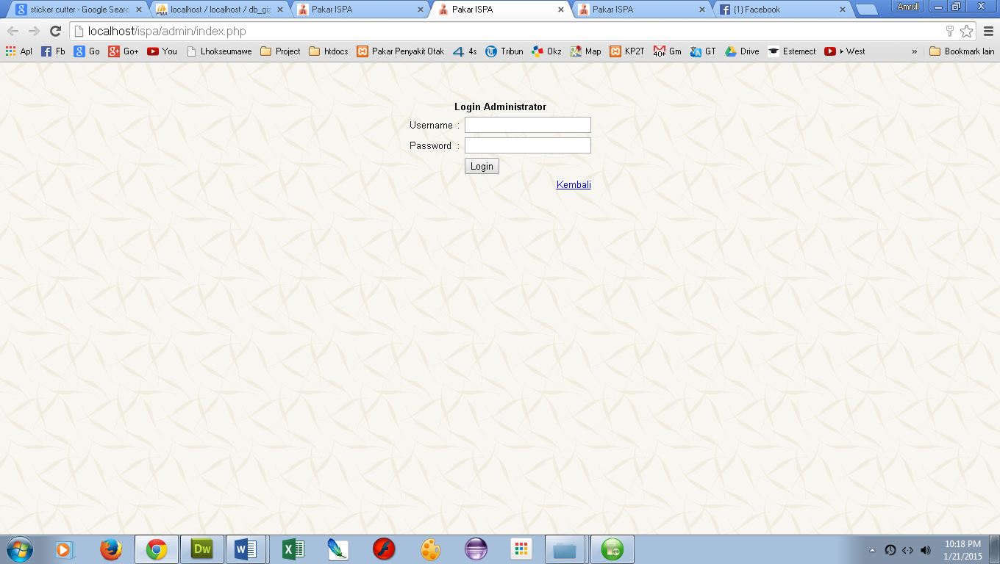 sticker cutter - Google Searc
localhost / localhost / db_giz
Pakar ISPA
Pakar ISPA
Pakar ISPA
(1) Facebook
Amrull
localhost/ispa/admin/index.php
Apl
Fb
Go
Go+
You
Lhokseumawe
Project
htdocs
Pakar Penyakit Otak
4s
Tribun
Okz
Map
KP2T
40+
Gm
GT
Drive
Estemect
West
»
Bookmark lain
Login Administrator
Username :
Password :
Login
Kembali
Dw
10:18 PM
1/21/2015